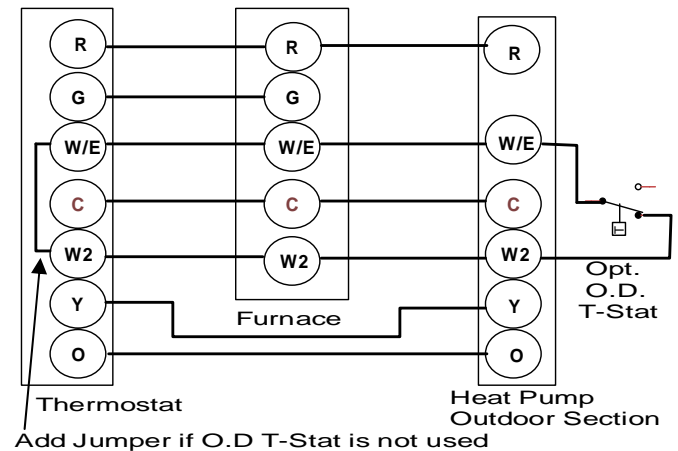 R R R
G G
W/E W/E W/E
C C C
W2 W2 W2
T
Opt.
O.D.
T-Stat
Y Y
Furnace
O O
Thermostat
Heat Pump
Outdoor Section
Add Jumper if O.D T-Stat is not used